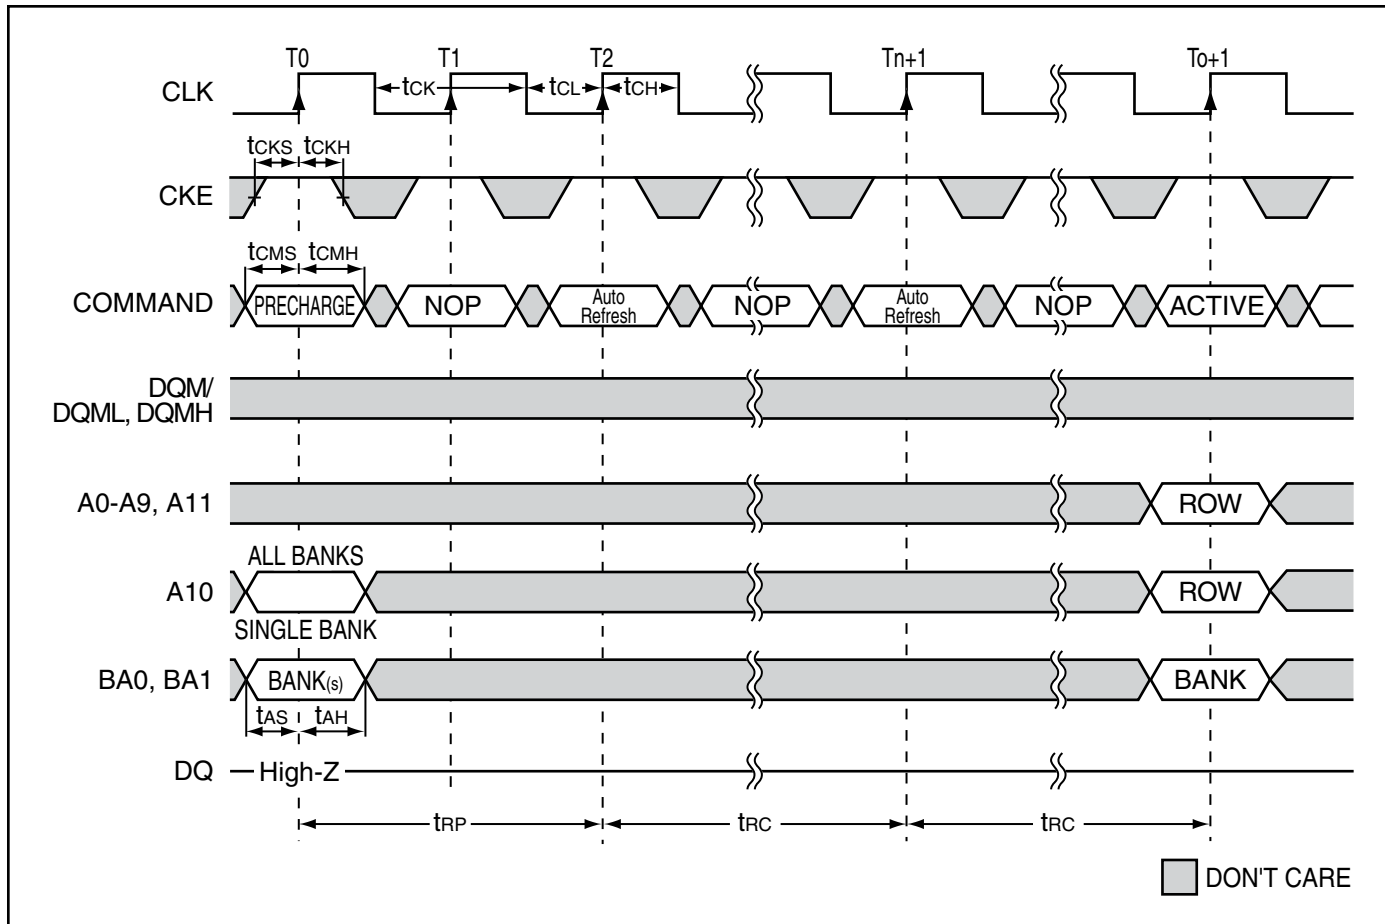 T0 T1 T2 Tn+1 To+1
CLK tCK tCL tCH
tCKS tCKH
CKE
tCMS tCMH
COMMAND PRECHARGE NOP Auto Refresh NOP Auto Refresh NOP ACTIVE
DQM/
DQML, DQMH
A0-A9, A11 ROW
ALL BANKS
A10 ROW
SINGLE BANK
BA0, BA1 BANK(s) BANK
tAS tAH
DQ High-Z
tRP tRC tRC
DON'T CARE